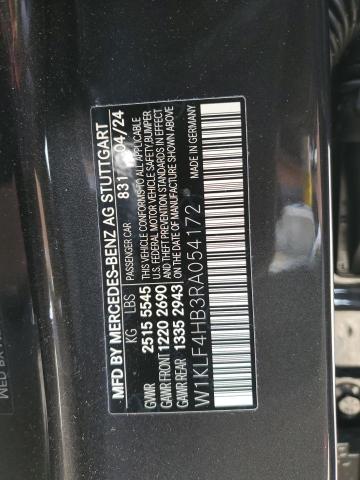 MFD BY MERCEDES-BENZ AG STUTTGART
PASSENGER CAR 831 04/24
KG LBS
GVWR 2515 5545
GAWR FRONT 1220 2690
GAWR REAR 1335 2943
THIS VEHICLE CONFORMS TO ALL APPLICABLE
U.S. FEDERAL MOTOR VEHICLE SAFETY, BUMPER
AND THEFT PREVENTION STANDARDS IN EFFECT
ON THE DATE OF MANUFACTURE SHOWN ABOVE.
W1KLF4HB3RA054172
MADE IN GERMANY